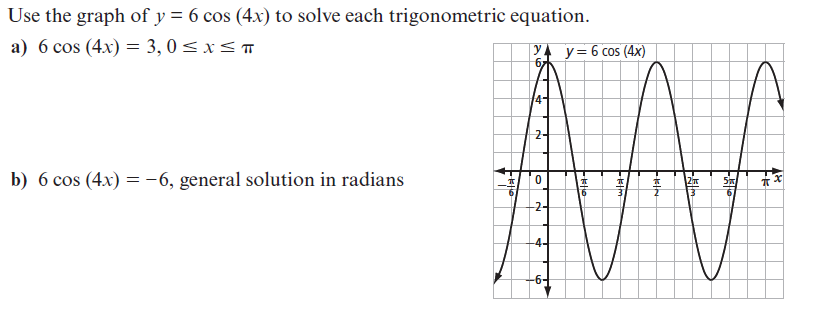 Use the graph of y = 6 cos (4x) to solve each trigonometric equation.
a) 6 cos (4x) = 3, 0 ≤ x ≤ π
b) 6 cos (4x) = −6, general solution in radians
y
y = 6 cos (4x)
6
4
2
−π/6
0
π/6
π/3
π/2
2π/3
5π/6
π
x
−2
−4
−6